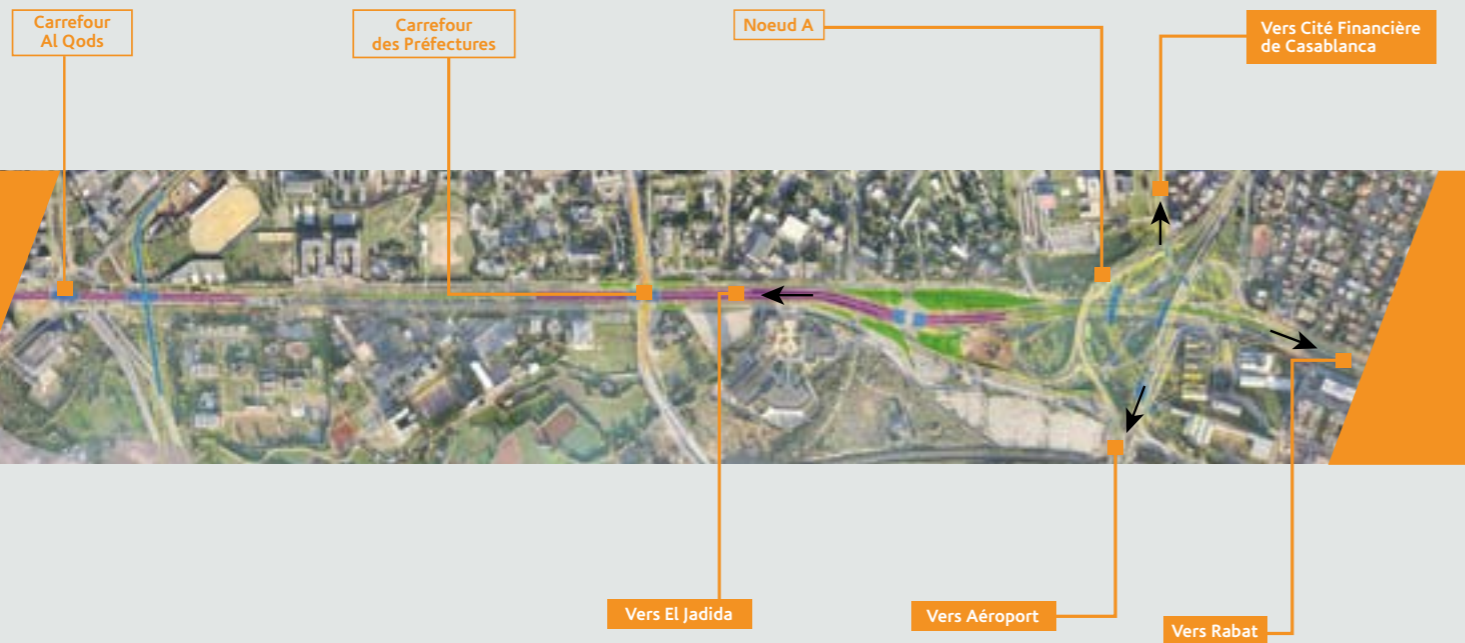 Carrefour
Al Qods
Carrefour
des Préfectures
Noeud A
Vers Cité Financière
de Casablanca
Vers El Jadida
Vers Aéroport
Vers Rabat